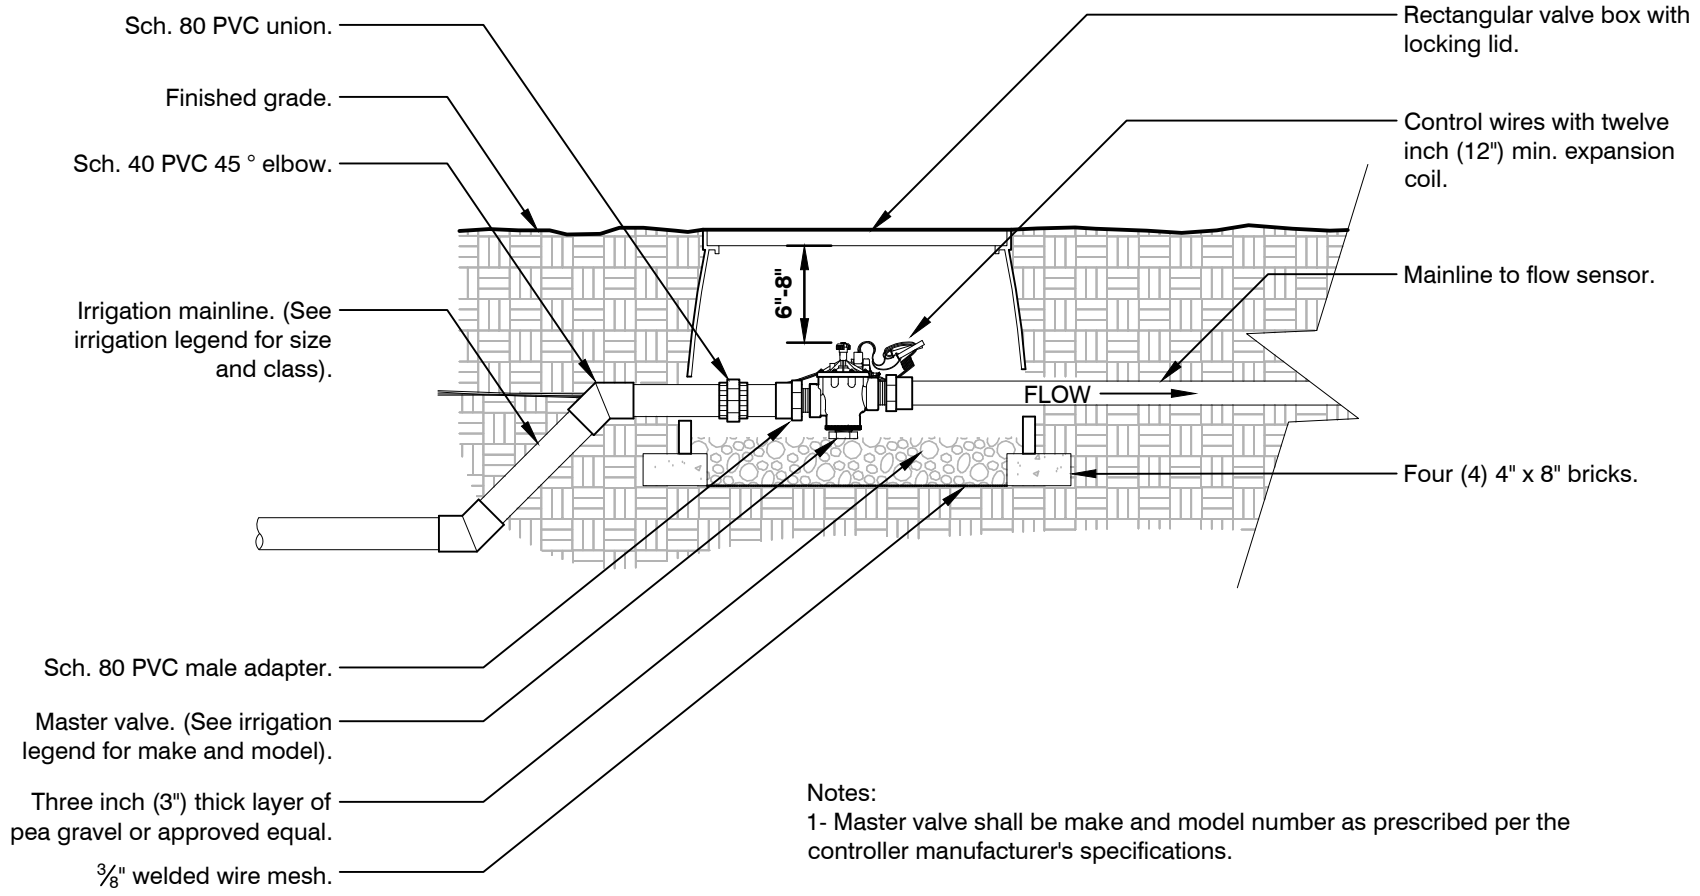 Sch. 80 PVC union.
Finished grade.
Sch. 40 PVC 45 ° elbow.
Irrigation mainline. (See
irrigation legend for size
and class).
Sch. 80 PVC male adapter.
Master valve. (See irrigation
legend for make and model).
Three inch (3") thick layer of
pea gravel or approved equal.
⅜" welded wire mesh.
6"-8"
FLOW
Rectangular valve box with
locking lid.
Control wires with twelve
inch (12") min. expansion
coil.
Mainline to flow sensor.
Four (4) 4" x 8" bricks.
Notes:
1- Master valve shall be make and model number as prescribed per the
controller manufacturer's specifications.